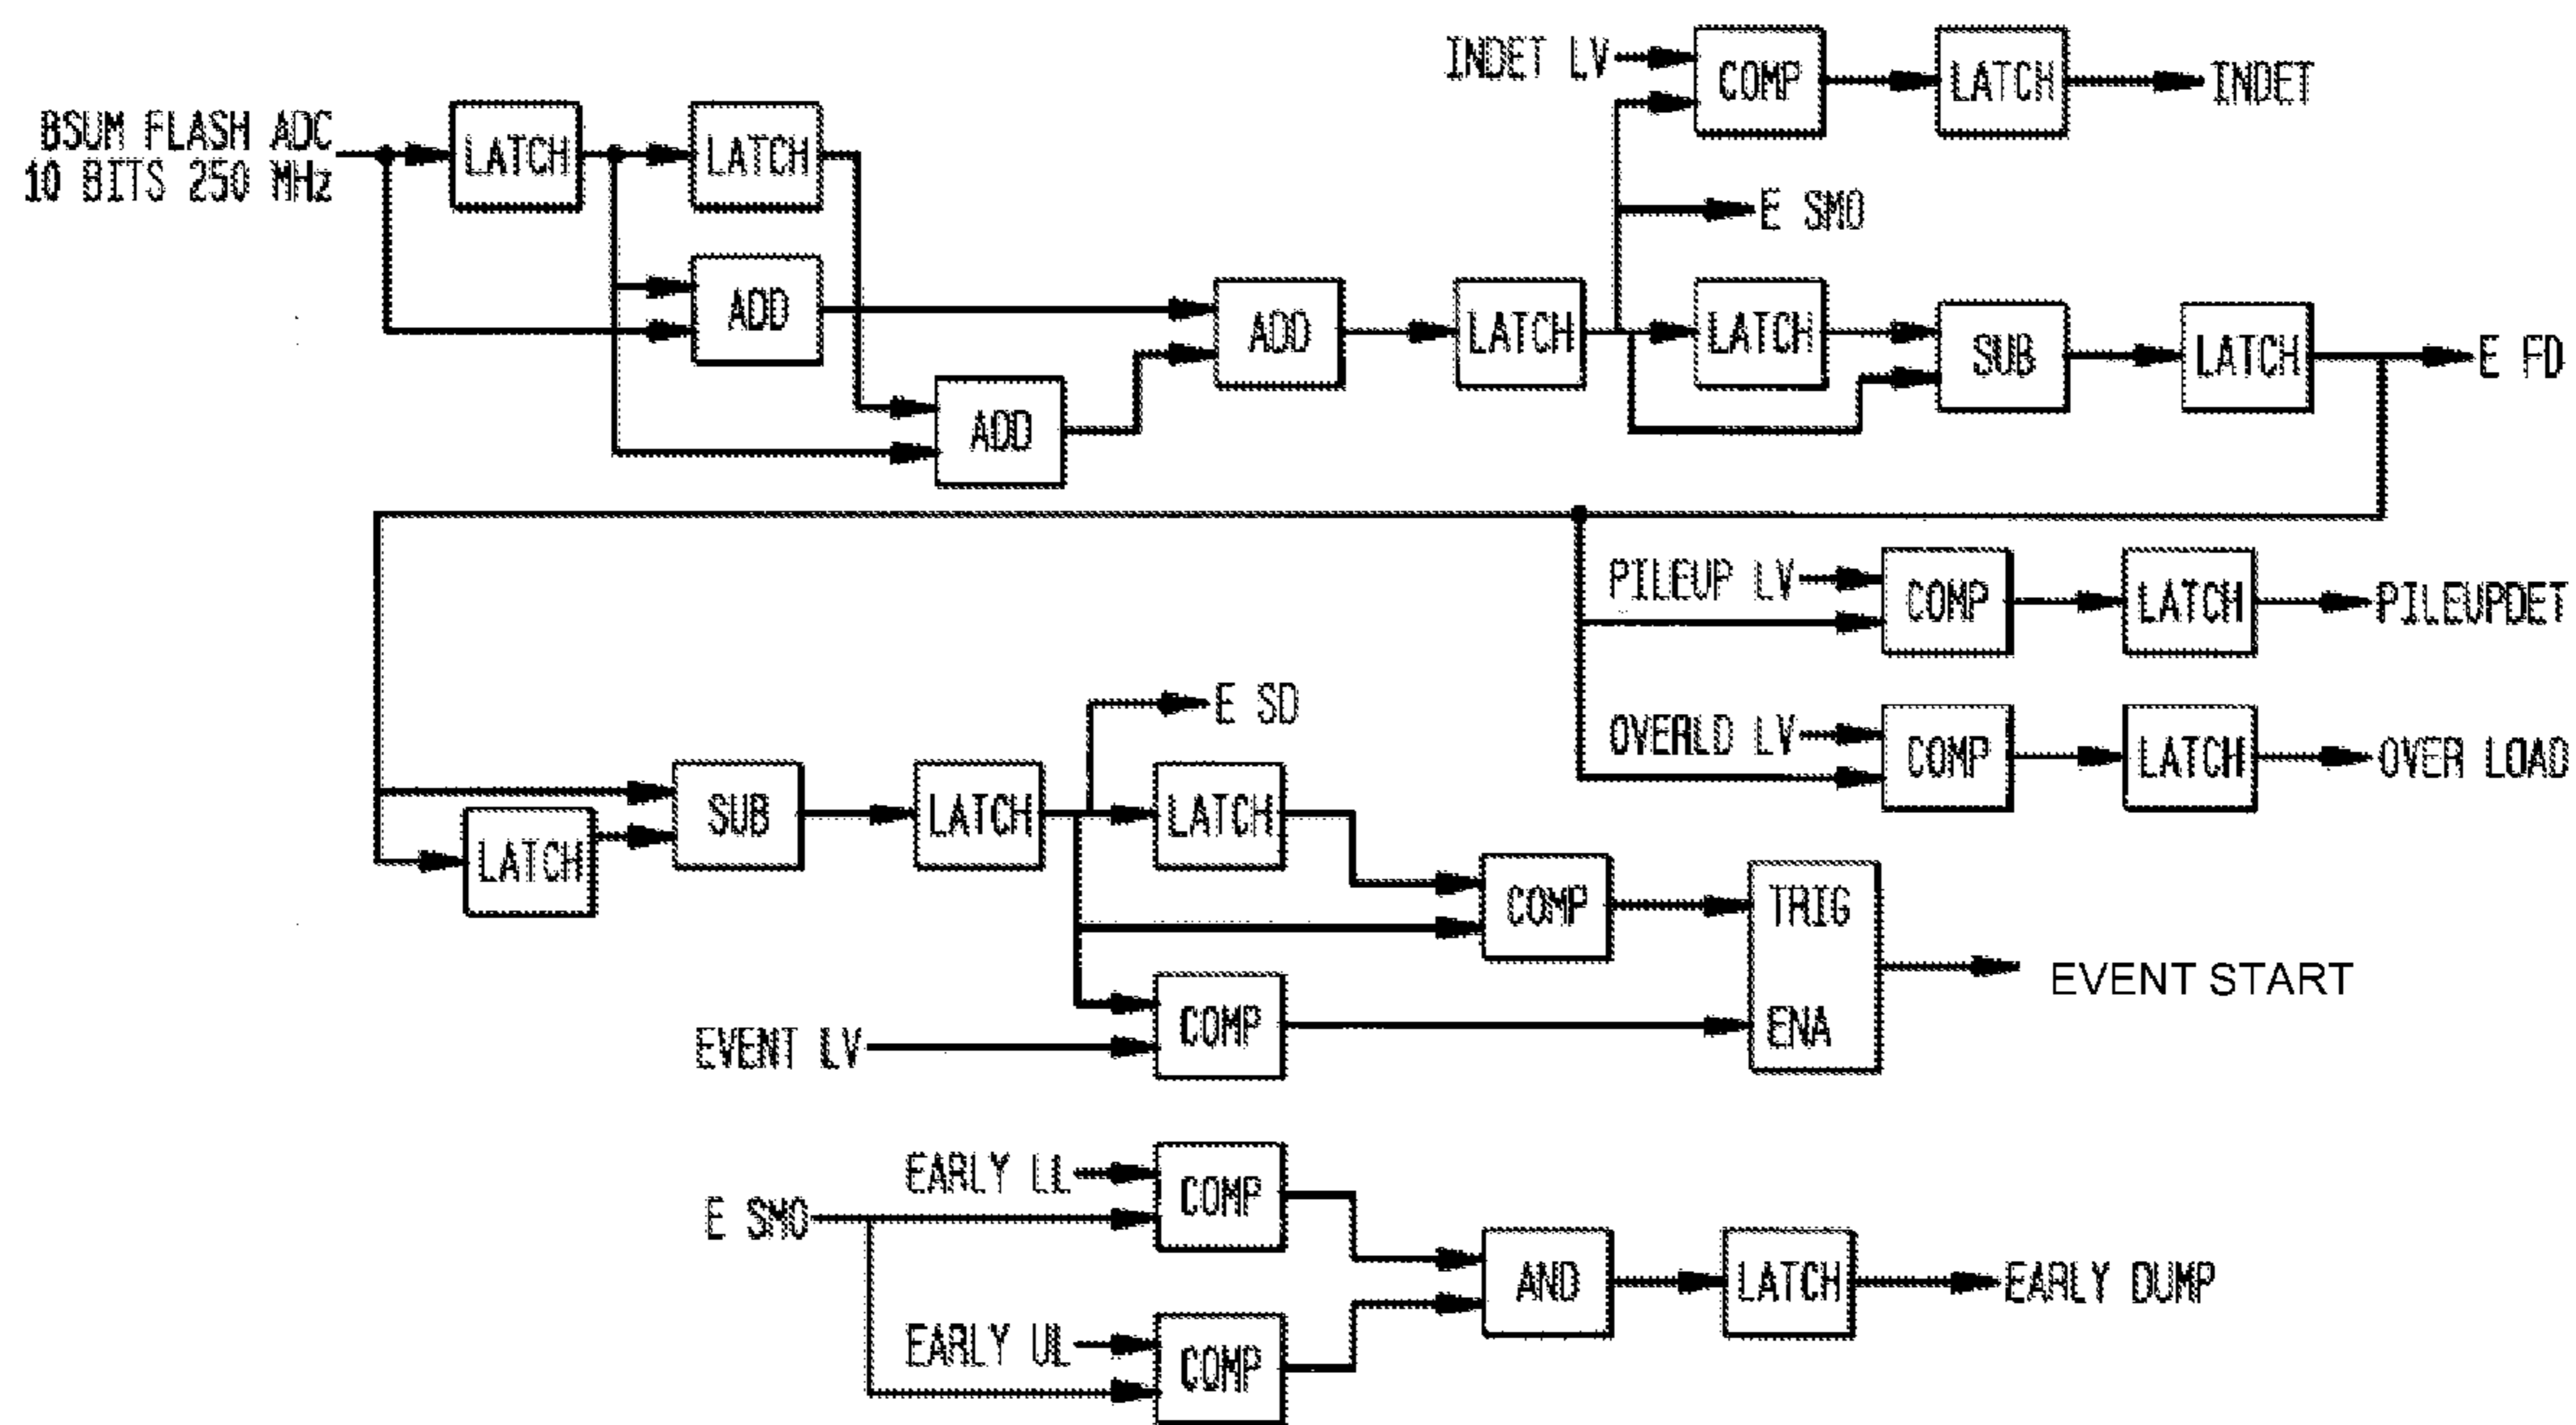 INDET LV
COMP
LATCH
INDET
BSUM FLASH ADC
10 BITS 250 MHz
LATCH
LATCH
E SMO
ADD
ADD
LATCH
LATCH
SUB
LATCH
E FD
ADD
PILEUP LV
COMP
LATCH
PILEUPDET
E SD
OVERLD LV
COMP
LATCH
OVER LOAD
SUB
LATCH
LATCH
LATCH
COMP
TRIG
EVENT START
ENA
EVENT LV
COMP
EARLY LL
COMP
E SMO
AND
LATCH
EARLY DUMP
EARLY UL
COMP